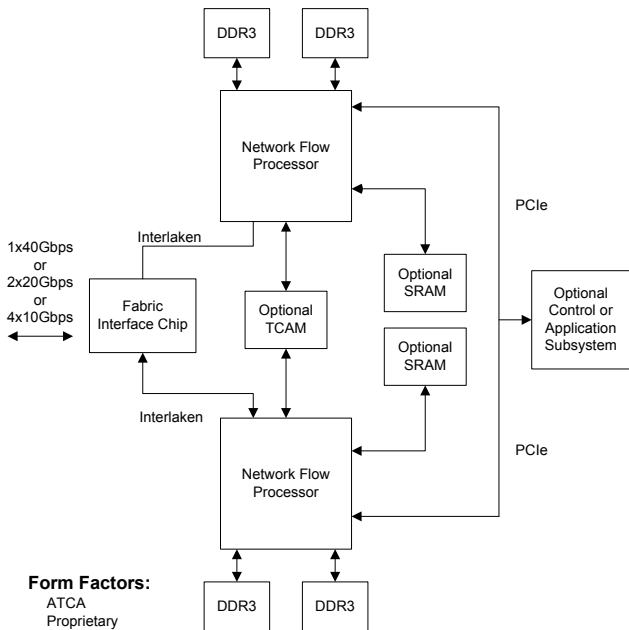 DDR3
DDR3
Network Flow
Processor
PCIe
Interlaken
1x40Gbps
or
2x20Gbps
or
4x10Gbps
Fabric
Interface Chip
Optional
TCAM
Optional
SRAM
Optional
SRAM
Optional
Control or
Application
Subsystem
Interlaken
Network Flow
Processor
PCIe
Form Factors:
ATCA
Proprietary
DDR3
DDR3